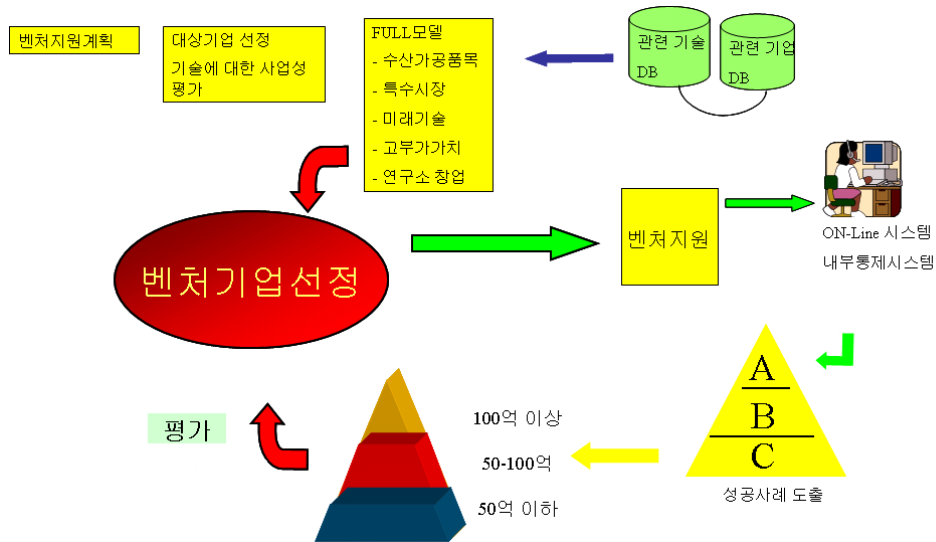 벤처지원계획
대상기업 선정
기술에 대한 사업성
평가
FULL모델
- 수산가공품목
- 특수시장
- 미래기술
- 고부가가치
- 연구소 창업
관련 기술
DB
관련 기업
DB
벤처기업선정
벤처지원
ON-Line 시스템
내부통제시스템
A
B
C
성공사례 도출
100억 이상
50-100억
50억 이하
평가